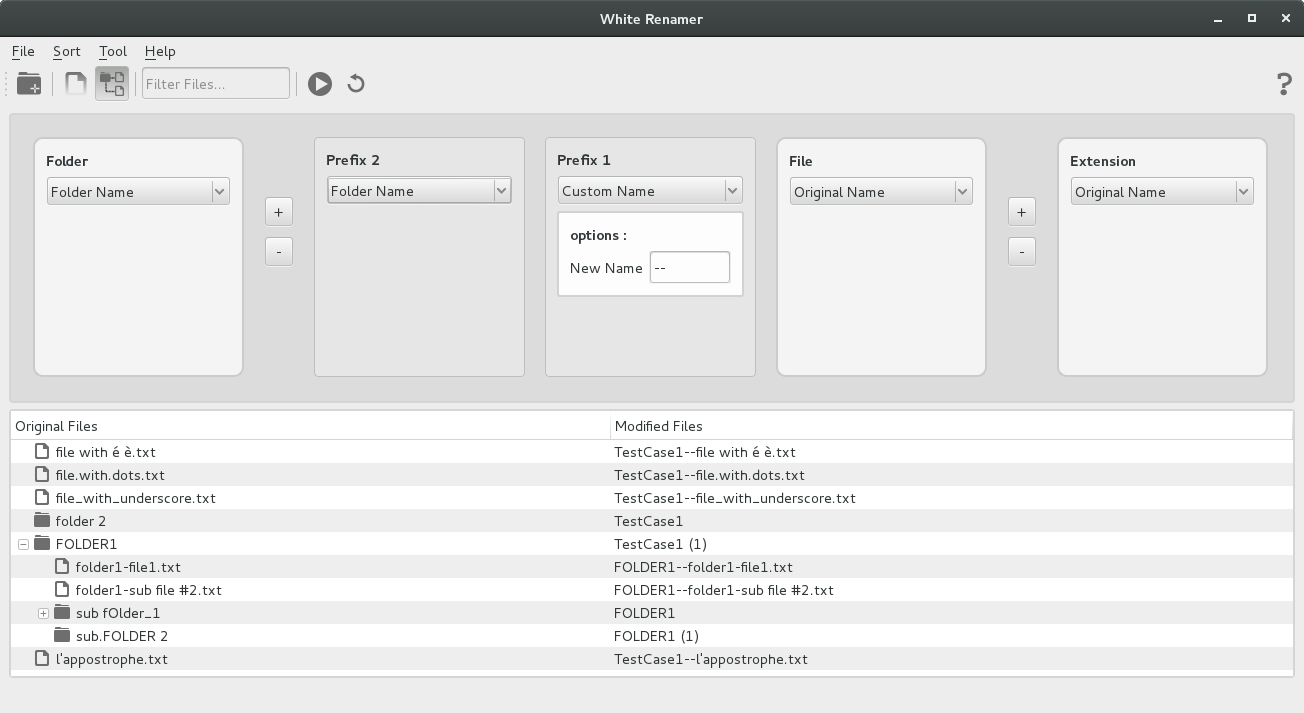 White Renamer
File Sort Tool Help
Filter Files...
?
Folder
Prefix 2
Prefix 1
File
Extension
Folder Name
Folder Name
Custom Name
Original Name
Original Name
+
+
options :
-
-
New Name --
Original Files Modified Files
file with é è.txt TestCase1--file with é è.txt
file.with.dots.txt TestCase1--file.with.dots.txt
file_with_underscore.txt TestCase1--file_with_underscore.txt
folder 2 TestCase1
FOLDER1 TestCase1 (1)
folder1-file1.txt FOLDER1--folder1-file1.txt
folder1-sub file #2.txt FOLDER1--folder1-sub file #2.txt
sub fOlder_1 FOLDER1
sub.FOLDER 2 FOLDER1 (1)
l'appostrophe.txt TestCase1--l'appostrophe.txt